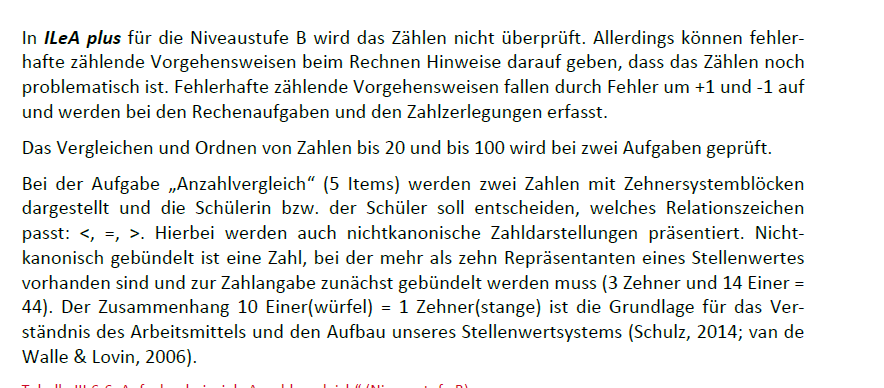 In ILeA plus für die Niveaustufe B wird das Zählen nicht überprüft. Allerdings können fehler-
hafte zählende Vorgehensweisen beim Rechnen Hinweise darauf geben, dass das Zählen noch
problematisch ist. Fehlerhafte zählende Vorgehensweisen fallen durch Fehler um +1 und -1 auf
und werden bei den Rechenaufgaben und den Zahlzerlegungen erfasst.
Das Vergleichen und Ordnen von Zahlen bis 20 und bis 100 wird bei zwei Aufgaben geprüft.
Bei der Aufgabe „Anzahlvergleich“ (5 Items) werden zwei Zahlen mit Zehnersystemblöcken
dargestellt und die Schülerin bzw. der Schüler soll entscheiden, welches Relationszeichen
passt: <, =, >. Hierbei werden auch nichtkanonische Zahldarstellungen präsentiert. Nicht-
kanonisch gebündelt ist eine Zahl, bei der mehr als zehn Repräsentanten eines Stellenwertes
vorhanden sind und zur Zahlangabe zunächst gebündelt werden muss (3 Zehner und 14 Einer =
44). Der Zusammenhang 10 Einer(würfel) = 1 Zehner(stange) ist die Grundlage für das Ver-
ständnis des Arbeitsmittels und den Aufbau unseres Stellenwertsystems (Schulz, 2014; van de
Walle & Lovin, 2006).